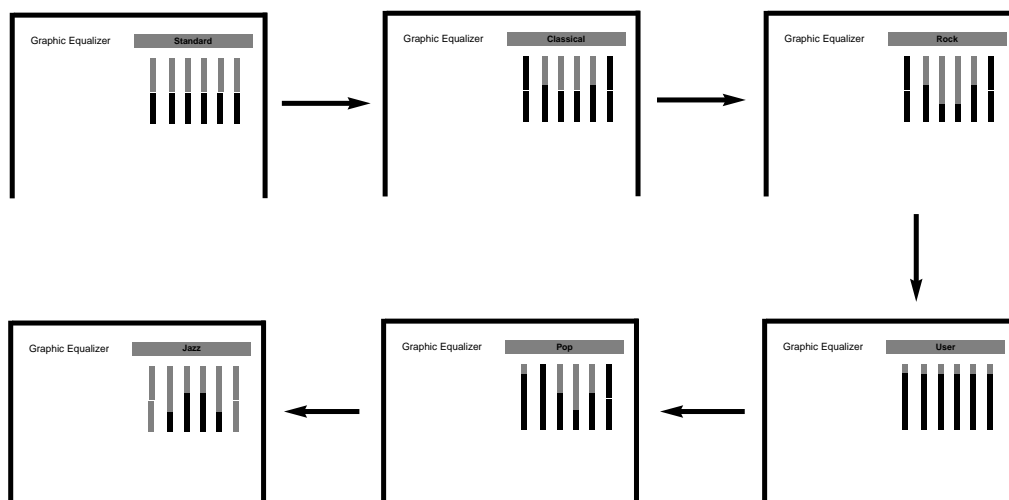 Graphic Equalizer Standard
Graphic Equalizer Classical
Graphic Equalizer Rock
Graphic Equalizer Jazz
Graphic Equalizer Pop
Graphic Equalizer User